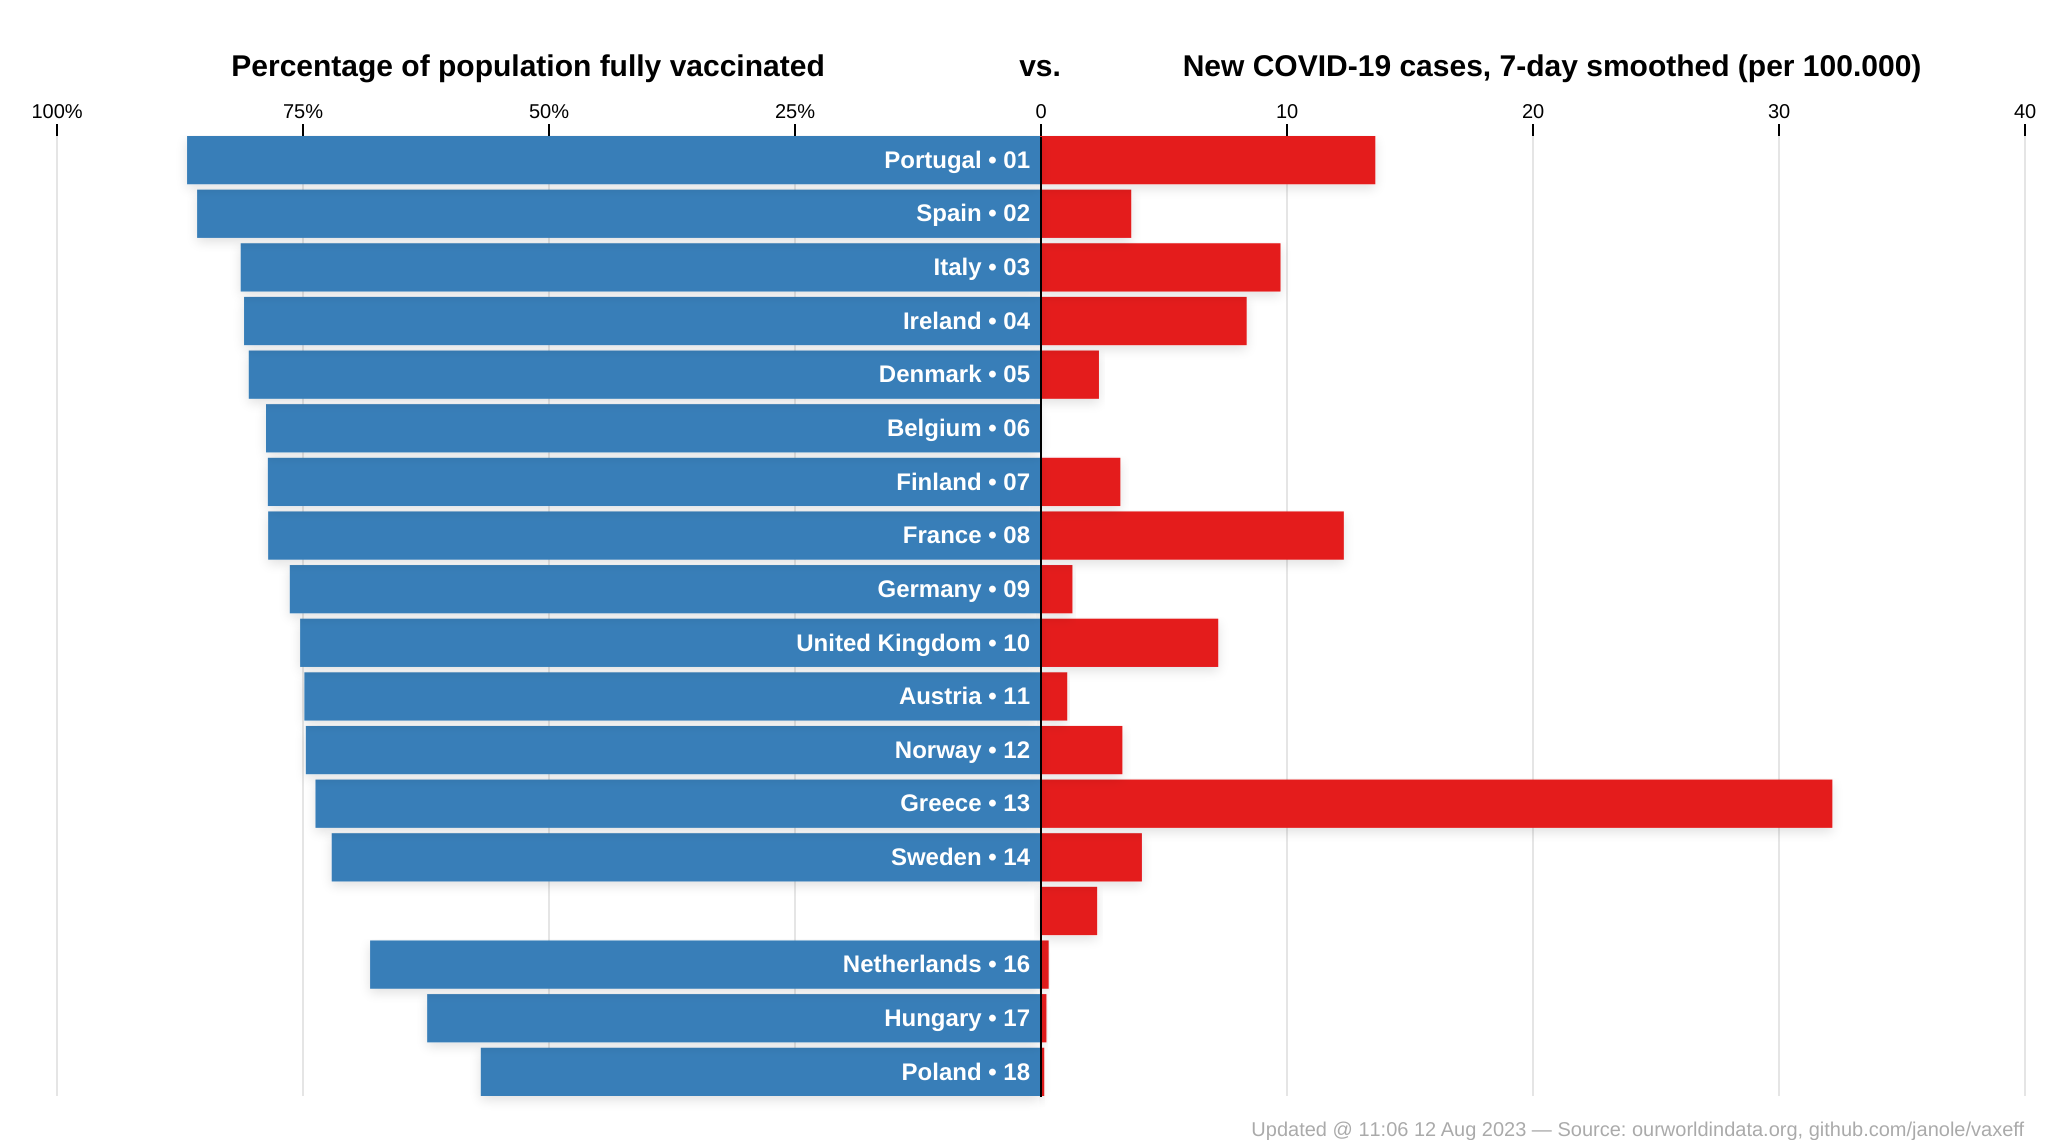 Percentage of population fully vaccinated vs. New COVID-19 cases, 7-day smoothed (per 100.000)
100% 75% 50% 25% 0 10 20 30 40
Portugal • 01
Spain • 02
Italy • 03
Ireland • 04
Denmark • 05
Belgium • 06
Finland • 07
France • 08
Germany • 09
United Kingdom • 10
Austria • 11
Norway • 12
Greece • 13
Sweden • 14
Netherlands • 16
Hungary • 17
Poland • 18
Updated @ 11:06 12 Aug 2023 — Source: ourworldindata.org, github.com/janole/vaxeff